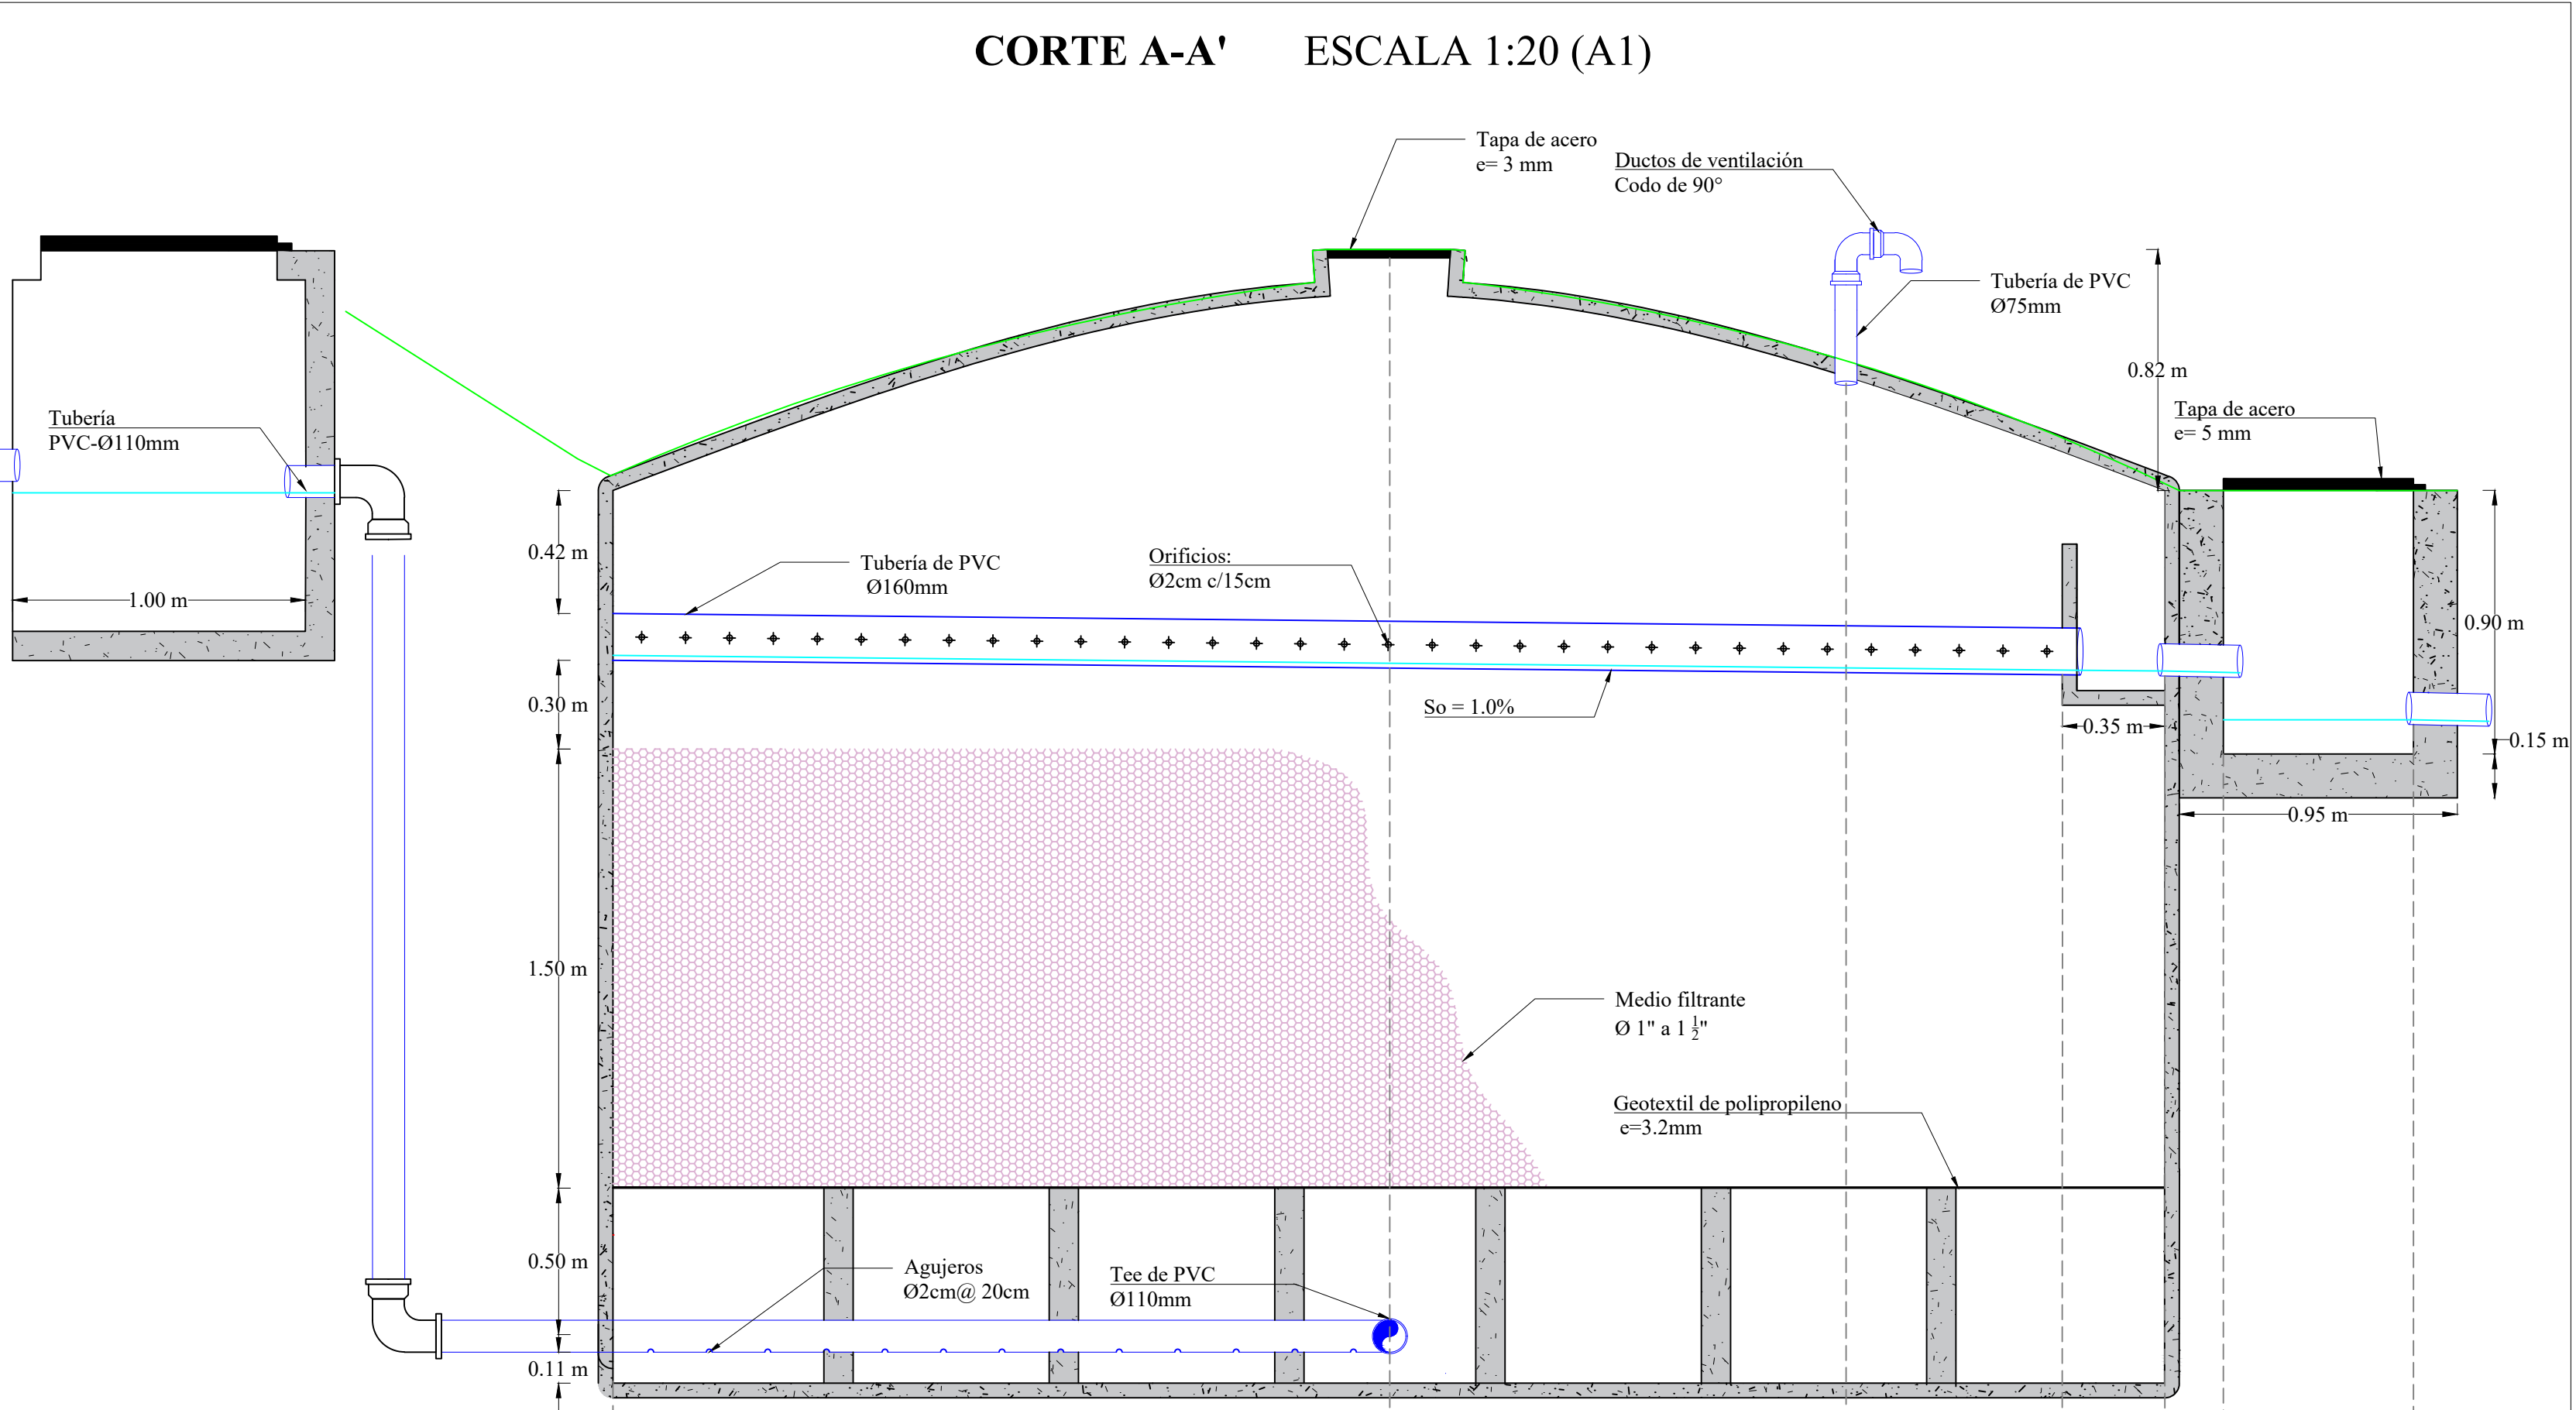 CORTE A-A' ESCALA 1:20 (A1)
Tapa de acero
e= 3 mm
Ductos de ventilación
Codo de 90°
Tubería de PVC
Ø75mm
0.82 m
Tapa de acero
e= 5 mm
Tubería
PVC-Ø110mm
0.42 m
Tubería de PVC
Ø160mm
Orificios:
Ø2cm c/15cm
1.00 m
0.90 m
0.30 m
So = 1.0%
0.35 m
0.15 m
0.95 m
1.50 m
Medio filtrante
Ø 1" a 1 1/2"
Geotextil de polipropileno
e=3.2mm
0.50 m
Agujeros
Ø2cm@ 20cm
Tee de PVC
Ø110mm
0.11 m